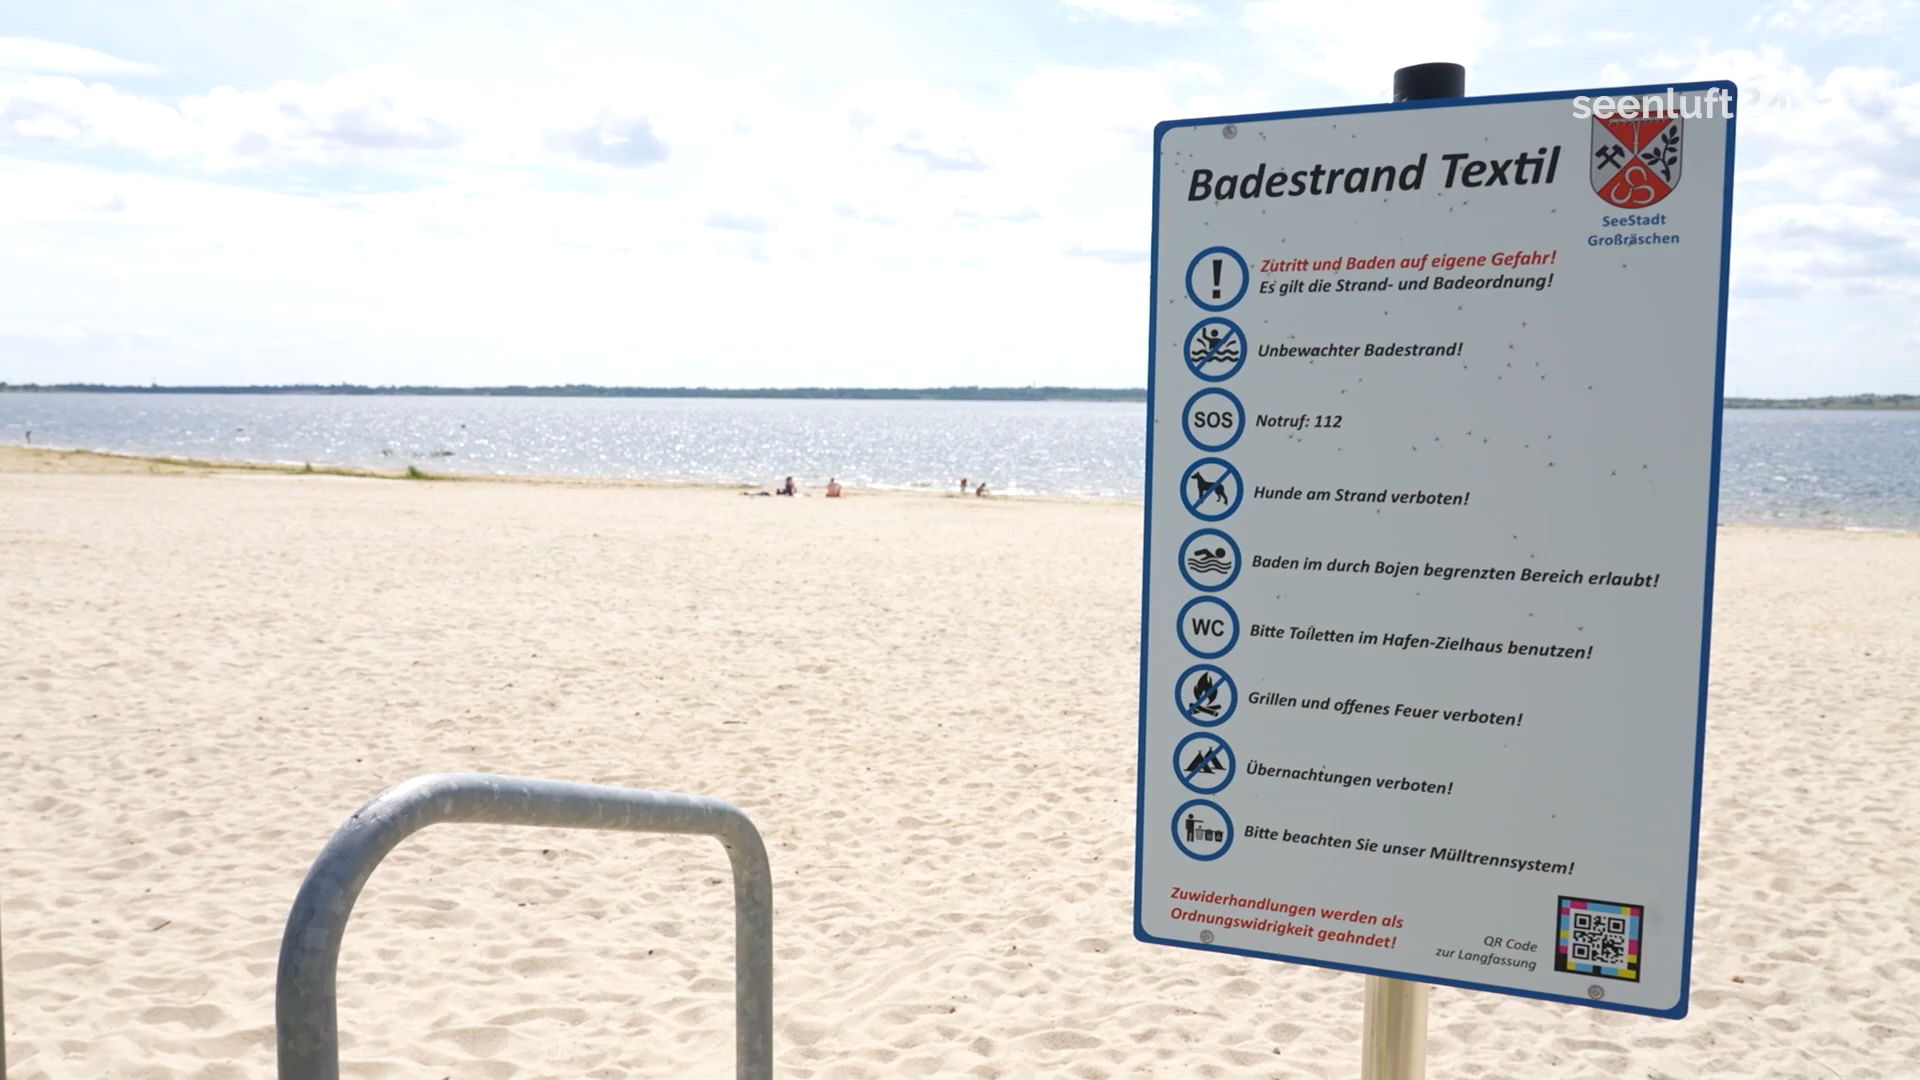 seenluft24
Badestrand Textil
SeeStadt
Großräschen
!
Zutritt und Baden auf eigene Gefahr!
Es gilt die Strand- und Badeordnung!
Unbewachter Badestrand!
SOS
Notruf: 112
Hunde am Strand verboten!
Baden im durch Bojen begrenzten Bereich erlaubt!
WC
Bitte Toiletten im Hafen-Zielhaus benutzen!
Grillen und offenes Feuer verboten!
Übernachtungen verboten!
Bitte beachten Sie unser Mülltrennsystem!
Zuwiderhandlungen werden als
Ordnungswidrigkeit geahndet!
QR Code
zur Langfassung